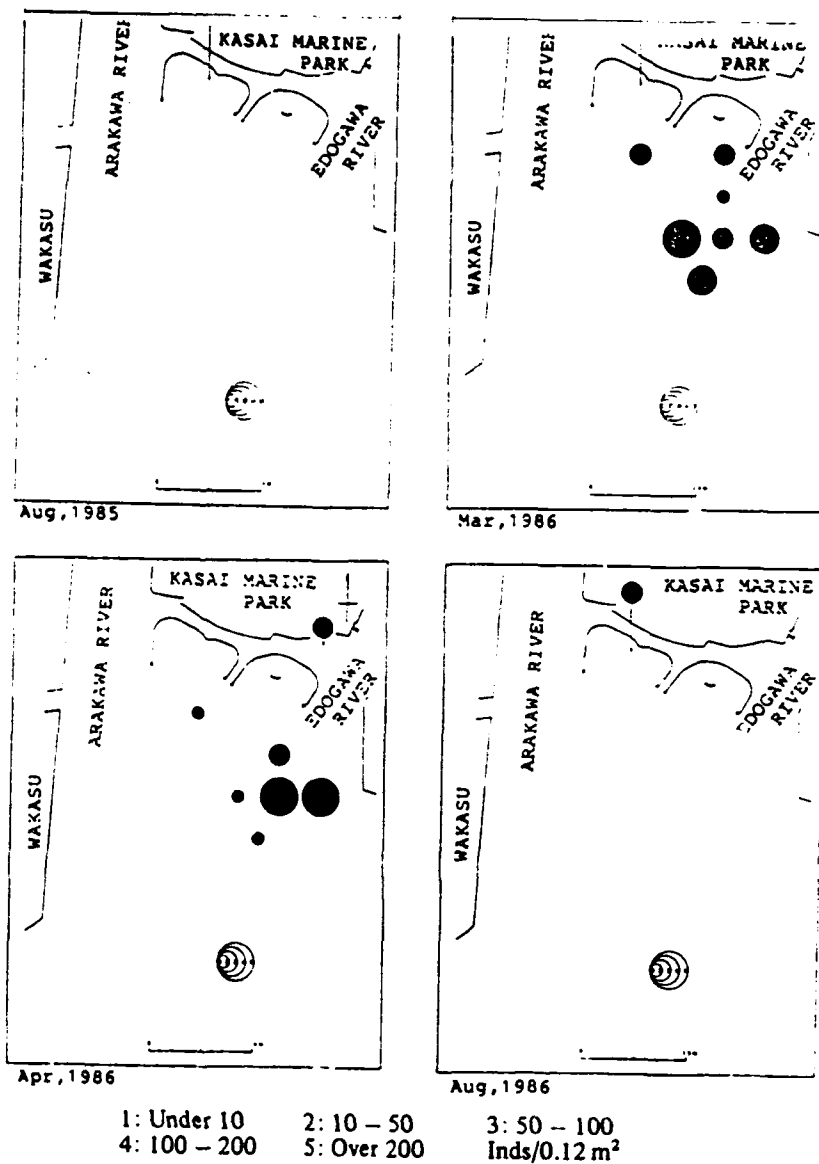 KASAI MARINE
PARK
ARAKAWA RIVER
EDOGAWA
RIVER
WAKASU
Aug,1985
KASAI MARINE
PARK
ARAKAWA RIVER
EDOGAWA
RIVER
WAKASU
Mar,1986
KASAI MARINE
PARK
ARAKAWA RIVER
EDOGAWA
RIVER
WAKASU
Apr,1986
KASAI MARINE
PARK
ARAKAWA RIVER
EDOGAWA
RIVER
WAKASU
Aug,1986
1: Under 10 2: 10 – 50 3: 50 – 100
4: 100 – 200 5: Over 200 Inds/0.12 m²